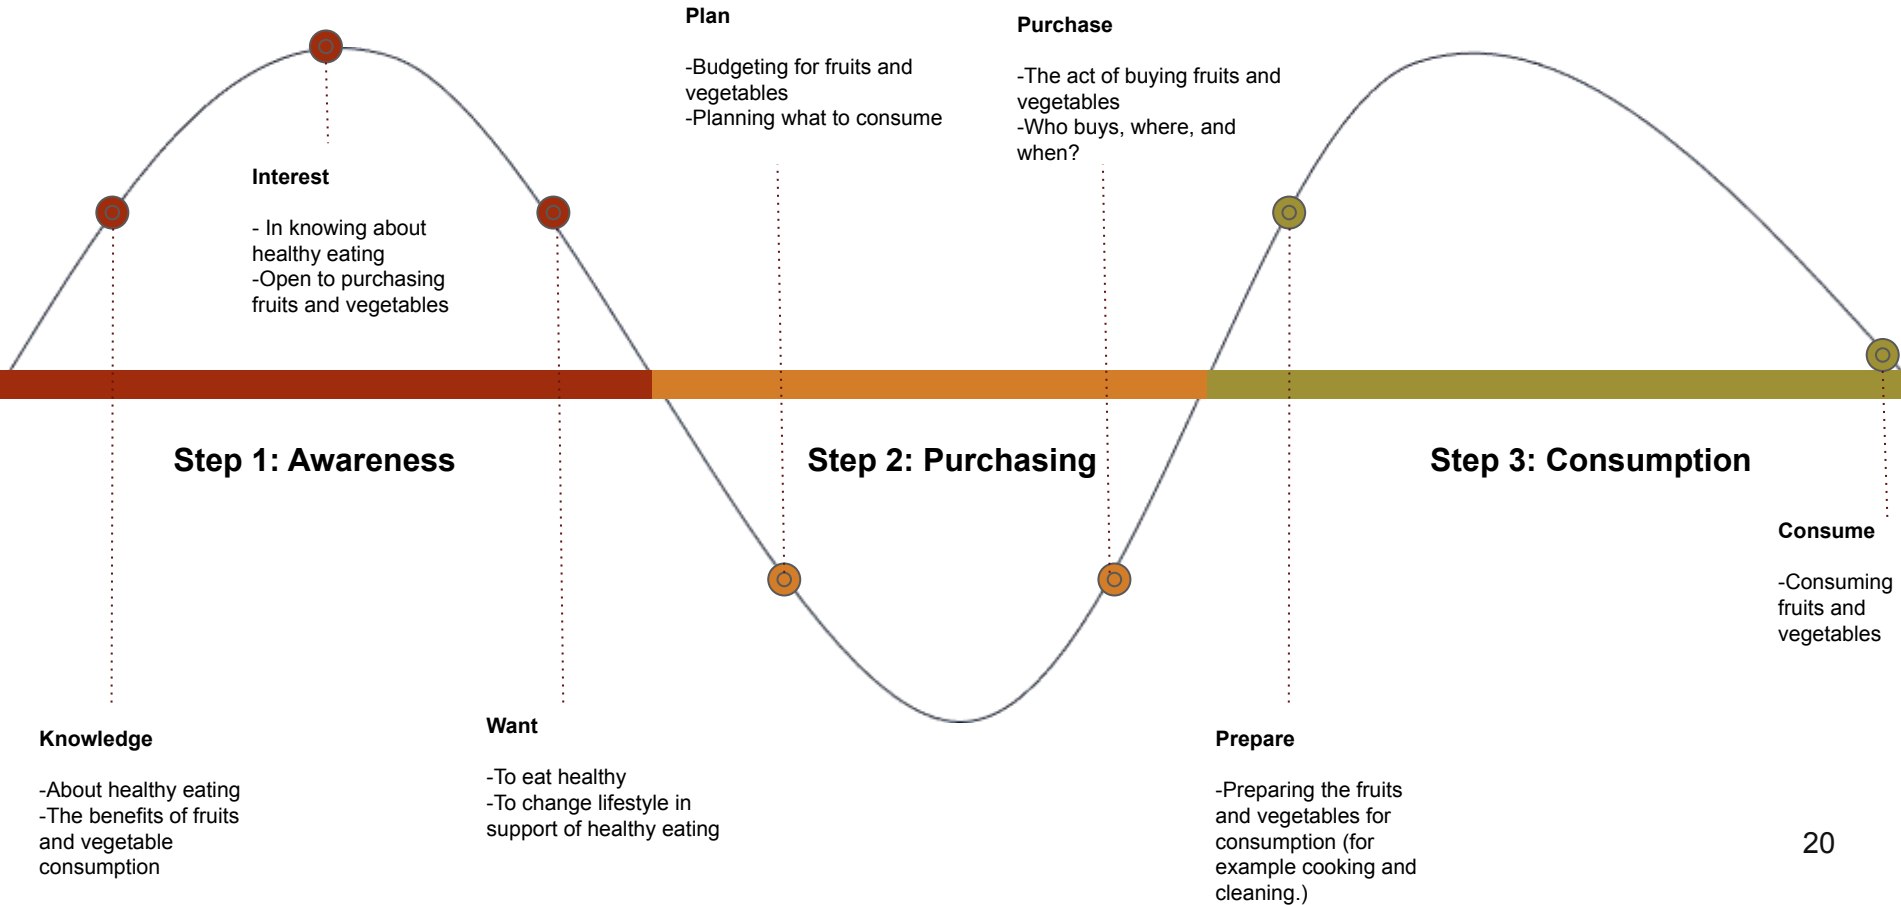 Plan
-Budgeting for fruits and
vegetables
-Planning what to consume
Purchase
-The act of buying fruits and
vegetables
-Who buys, where, and
when?
Interest
- In knowing about
healthy eating
-Open to purchasing
fruits and vegetables
Step 1: Awareness
Step 2: Purchasing
Step 3: Consumption
Consume
-Consuming
fruits and
vegetables
Knowledge
-About healthy eating
-The benefits of fruits
and vegetable
consumption
Want
-To eat healthy
-To change lifestyle in
support of healthy eating
Prepare
-Preparing the fruits
and vegetables for
consumption (for
example cooking and
cleaning.)
20